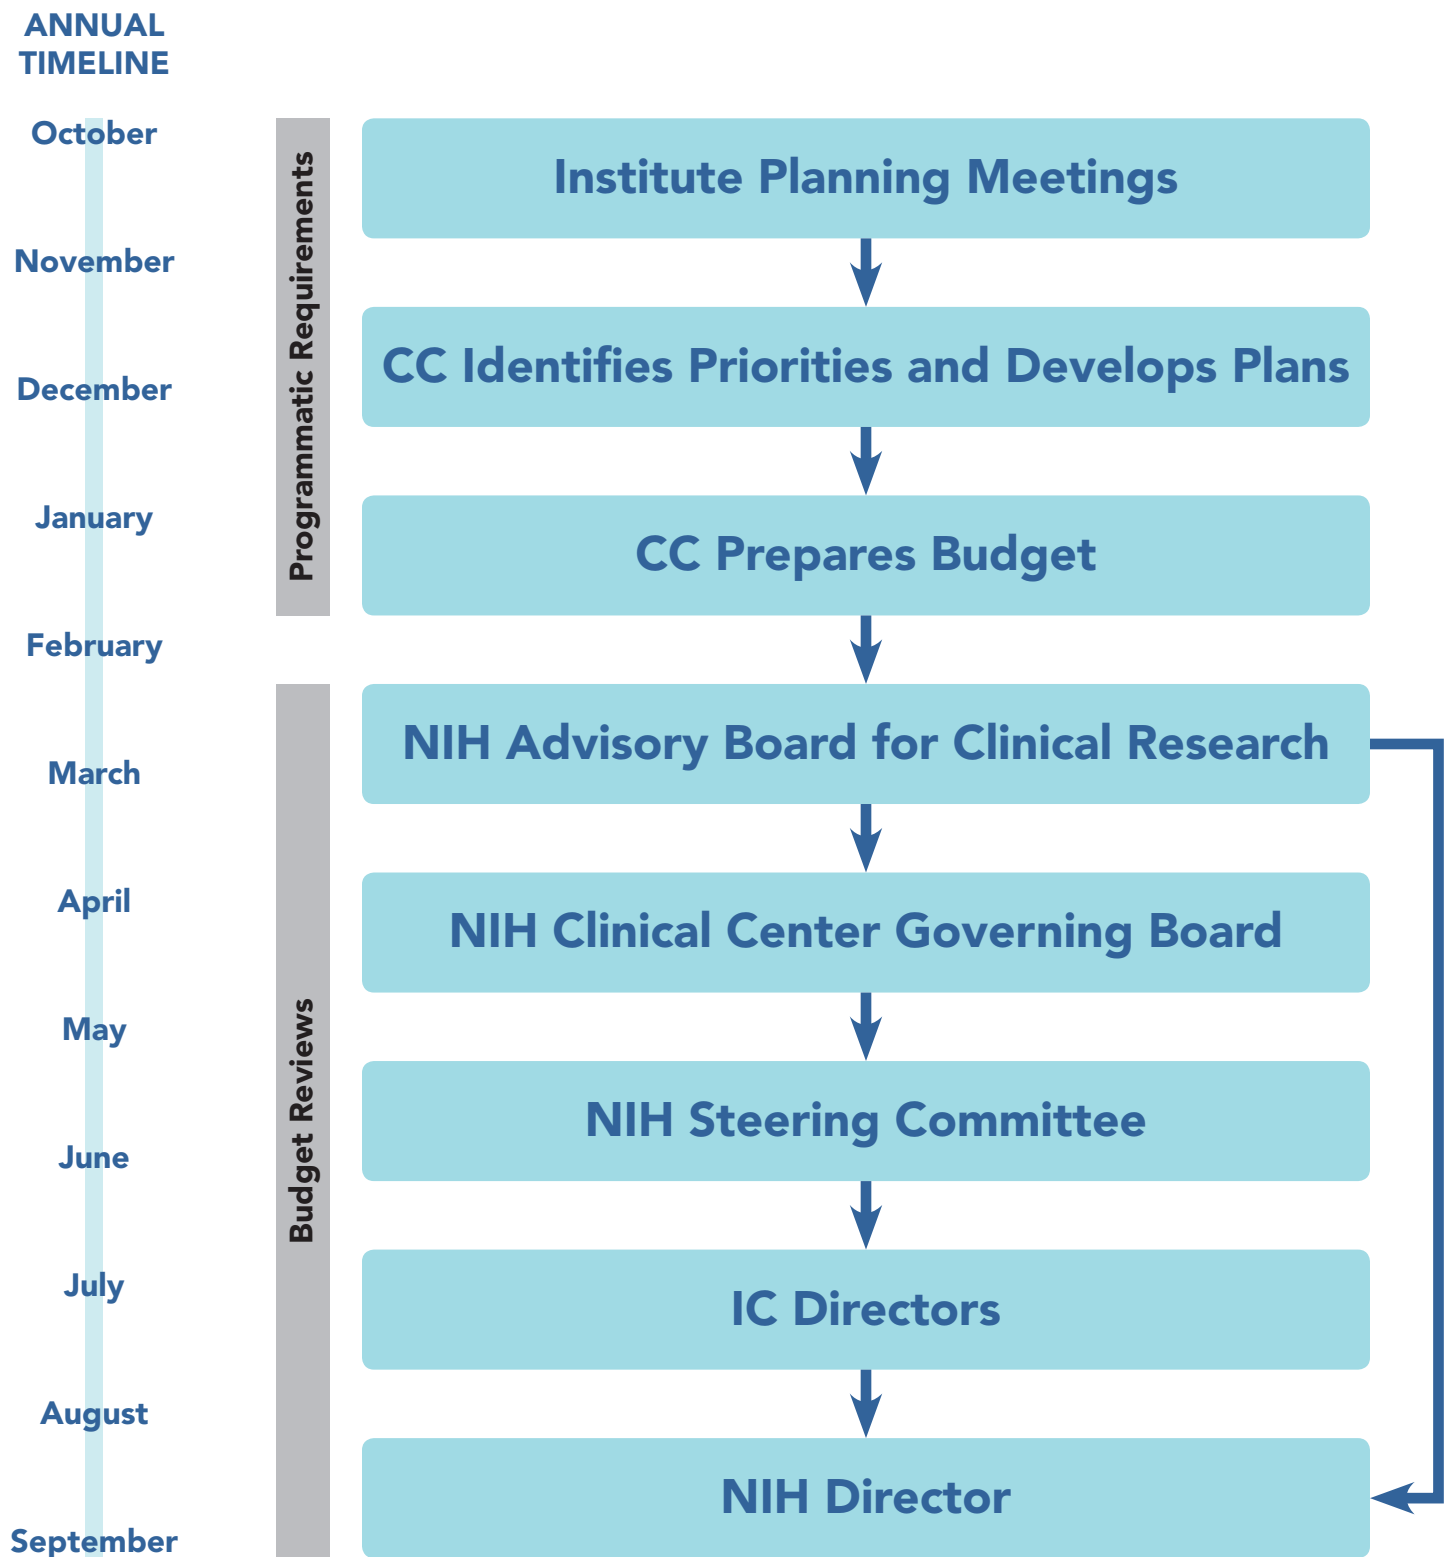 ANNUAL
TIMELINE
October
November
December
January
February
March
April
May
June
July
August
September
Programmatic Requirements
Budget Reviews
Institute Planning Meetings
CC Identifies Priorities and Develops Plans
CC Prepares Budget
NIH Advisory Board for Clinical Research
NIH Clinical Center Governing Board
NIH Steering Committee
IC Directors
NIH Director